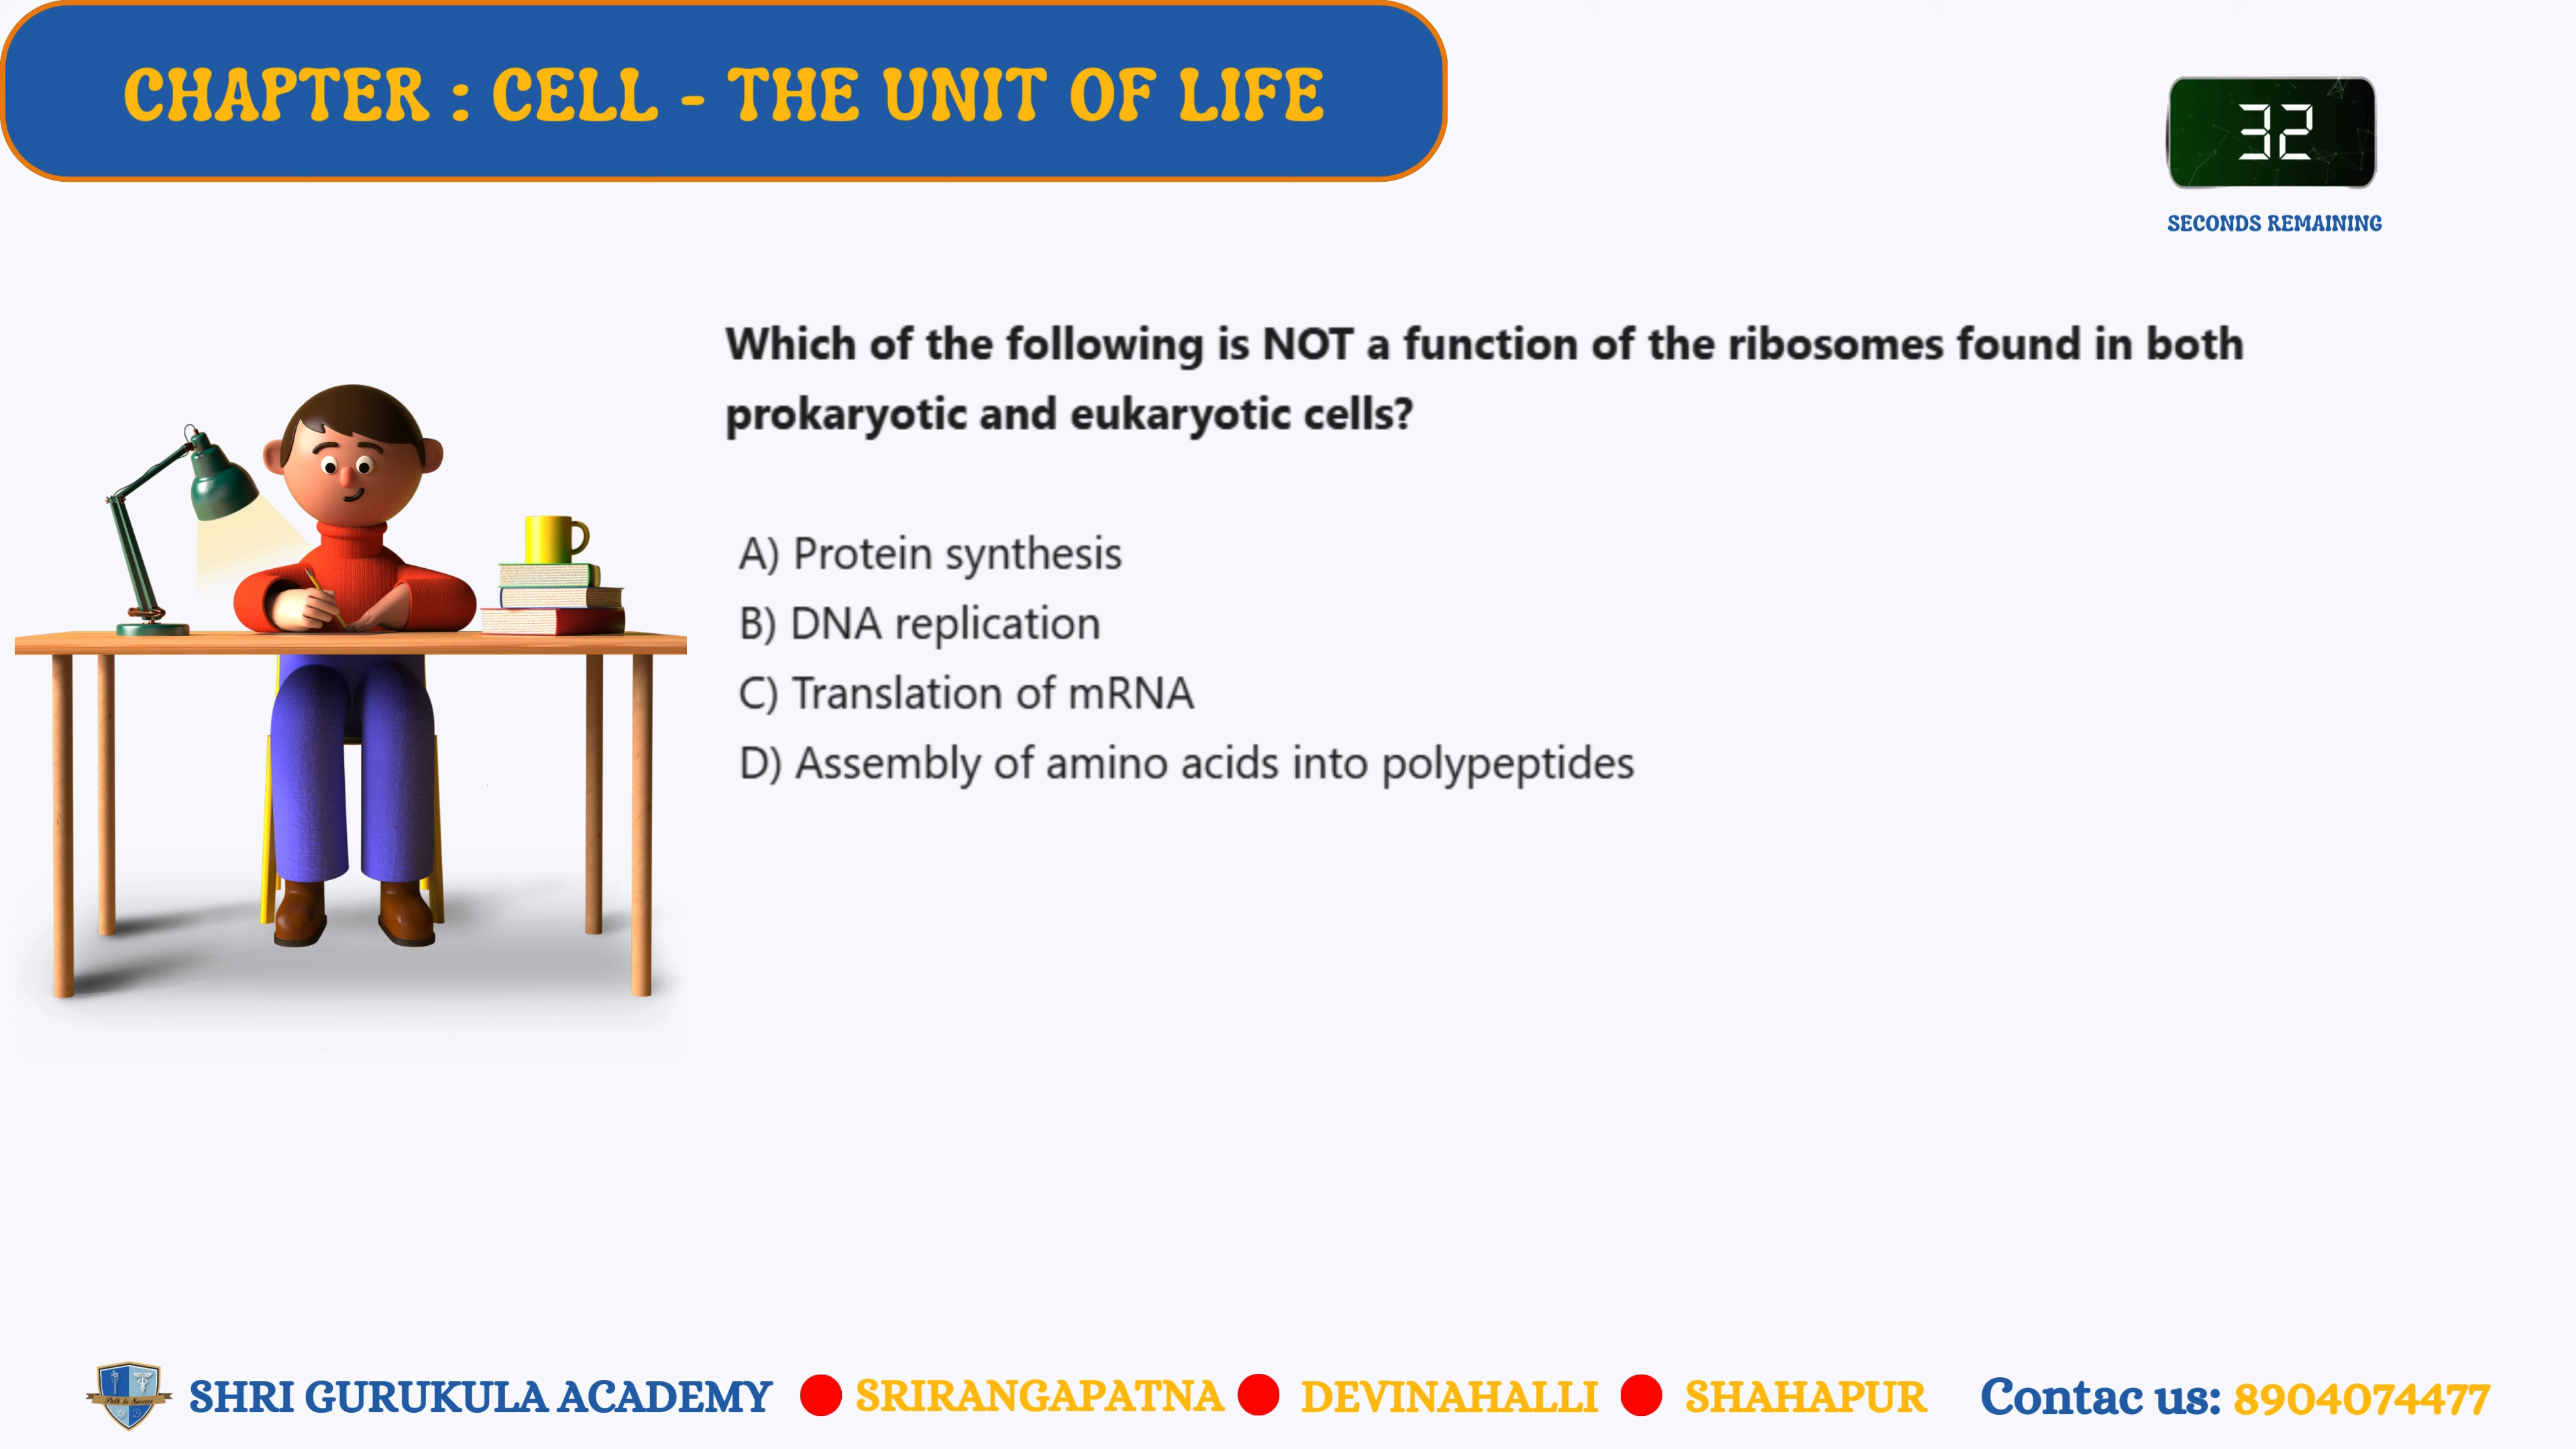 CHAPTER : CELL - THE UNIT OF LIFE
32
SECONDS REMAINING
Which of the following is NOT a function of the ribosomes found in both
prokaryotic and eukaryotic cells?
A) Protein synthesis
B) DNA replication
C) Translation of mRNA
D) Assembly of amino acids into polypeptides
SHRI GURUKULA ACADEMY SRIRANGAPATNA DEVINAHALLI SHAHAPUR Contac us: 8904074477